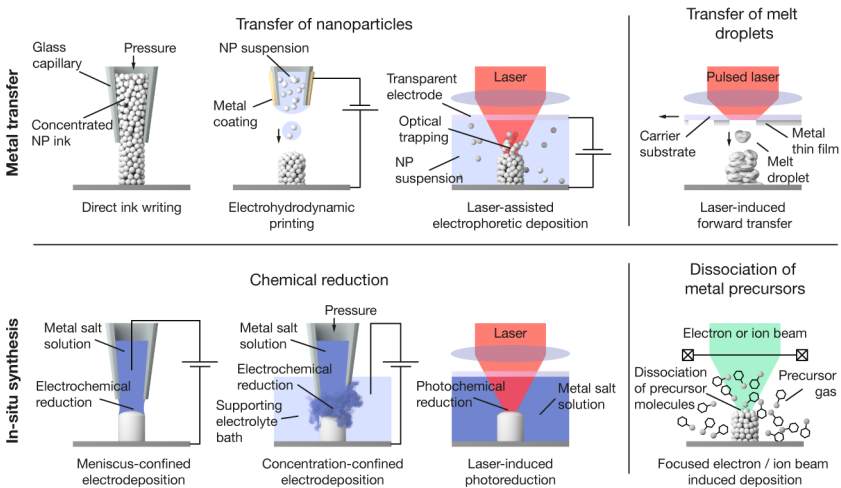 Metal transfer
Transfer of nanoparticles
Transfer of melt
droplets
Glass
capillary
Pressure
Concentrated
NP ink
Direct ink writing
NP suspension
Metal
coating
Electrohydrodynamic
printing
Transparent
electrode
Laser
Optical
trapping
NP
suspension
Laser-assisted
electrophoretic deposition
Pulsed laser
Carrier
substrate
Metal
thin film
Melt
droplet
Laser-induced
forward transfer
In-situ synthesis
Chemical reduction
Dissociation of
metal precursors
Metal salt
solution
Electrochemical
reduction
Meniscus-confined
electrodeposition
Pressure
Metal salt
solution
Electrochemical
reduction
Supporting
electrolyte
bath
Concentration-confined
electrodeposition
Laser
Photochemical
reduction
Metal salt
solution
Laser-induced
photoreduction
Electron or ion beam
Dissociation
of precursor
molecules
Precursor
gas
Focused electron / ion beam
induced deposition